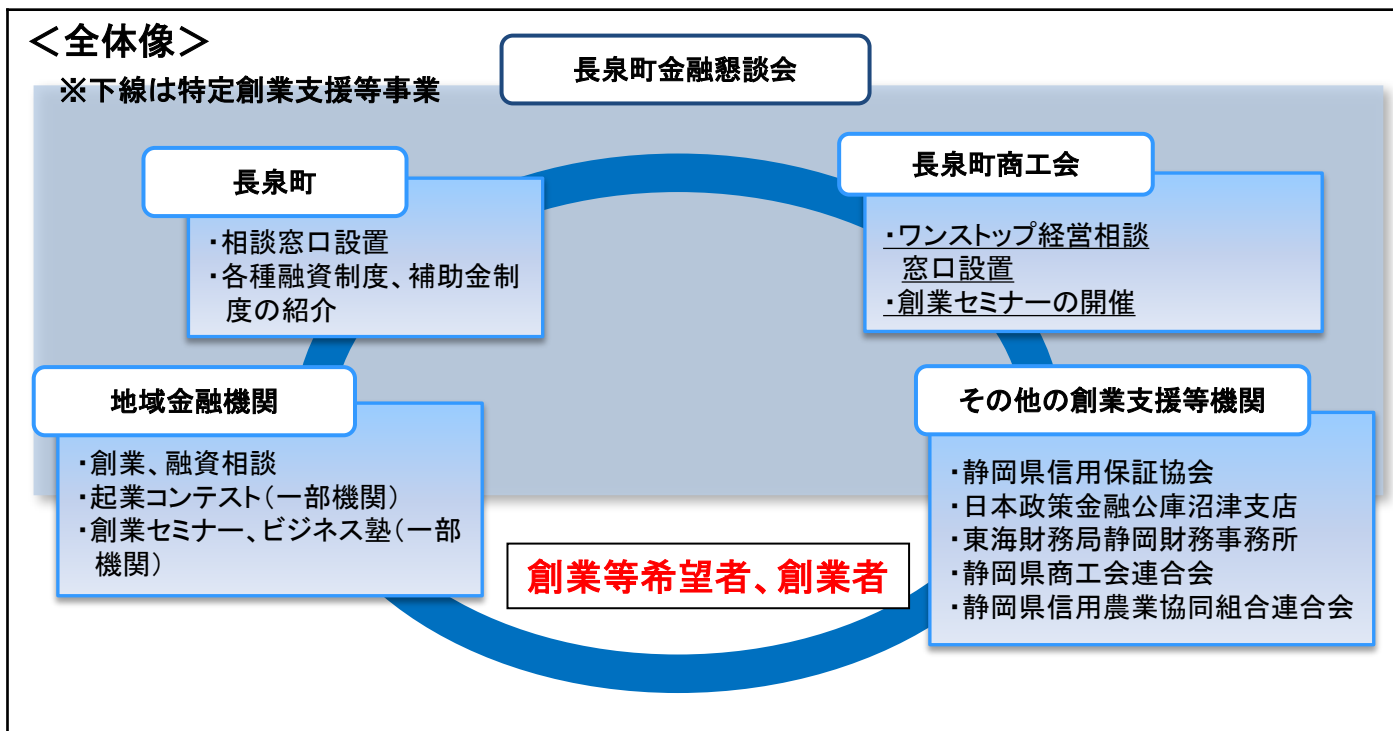 ＜全体像＞
※下線は特定創業支援等事業
長泉町金融懇談会
長泉町
・相談窓口設置
・各種融資制度、補助金制
度の紹介
長泉町商工会
・ワンストップ経営相談
窓口設置
・創業セミナーの開催
地域金融機関
・創業、融資相談
・起業コンテスト（一部機関）
・創業セミナー、ビジネス塾（一部
機関）
その他の創業支援等機関
・静岡県信用保証協会
・日本政策金融公庫沼津支店
・東海財務局静岡財務事務所
・静岡県商工会連合会
・静岡県信用農業協同組合連合会
創業等希望者、創業者